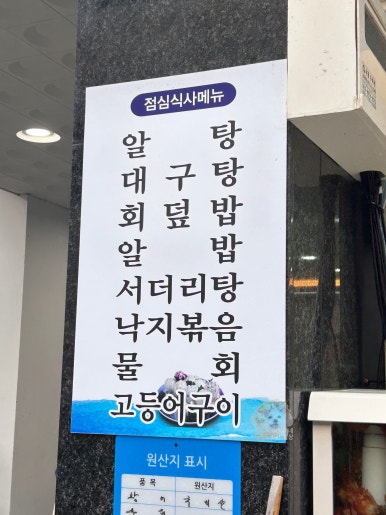 점심식사메뉴
알 탕
대 구 탕
회 덮 밥
알 밥
서더리탕
낙지볶음
물 회
고등어구이
원산지 표시
품목 원산지